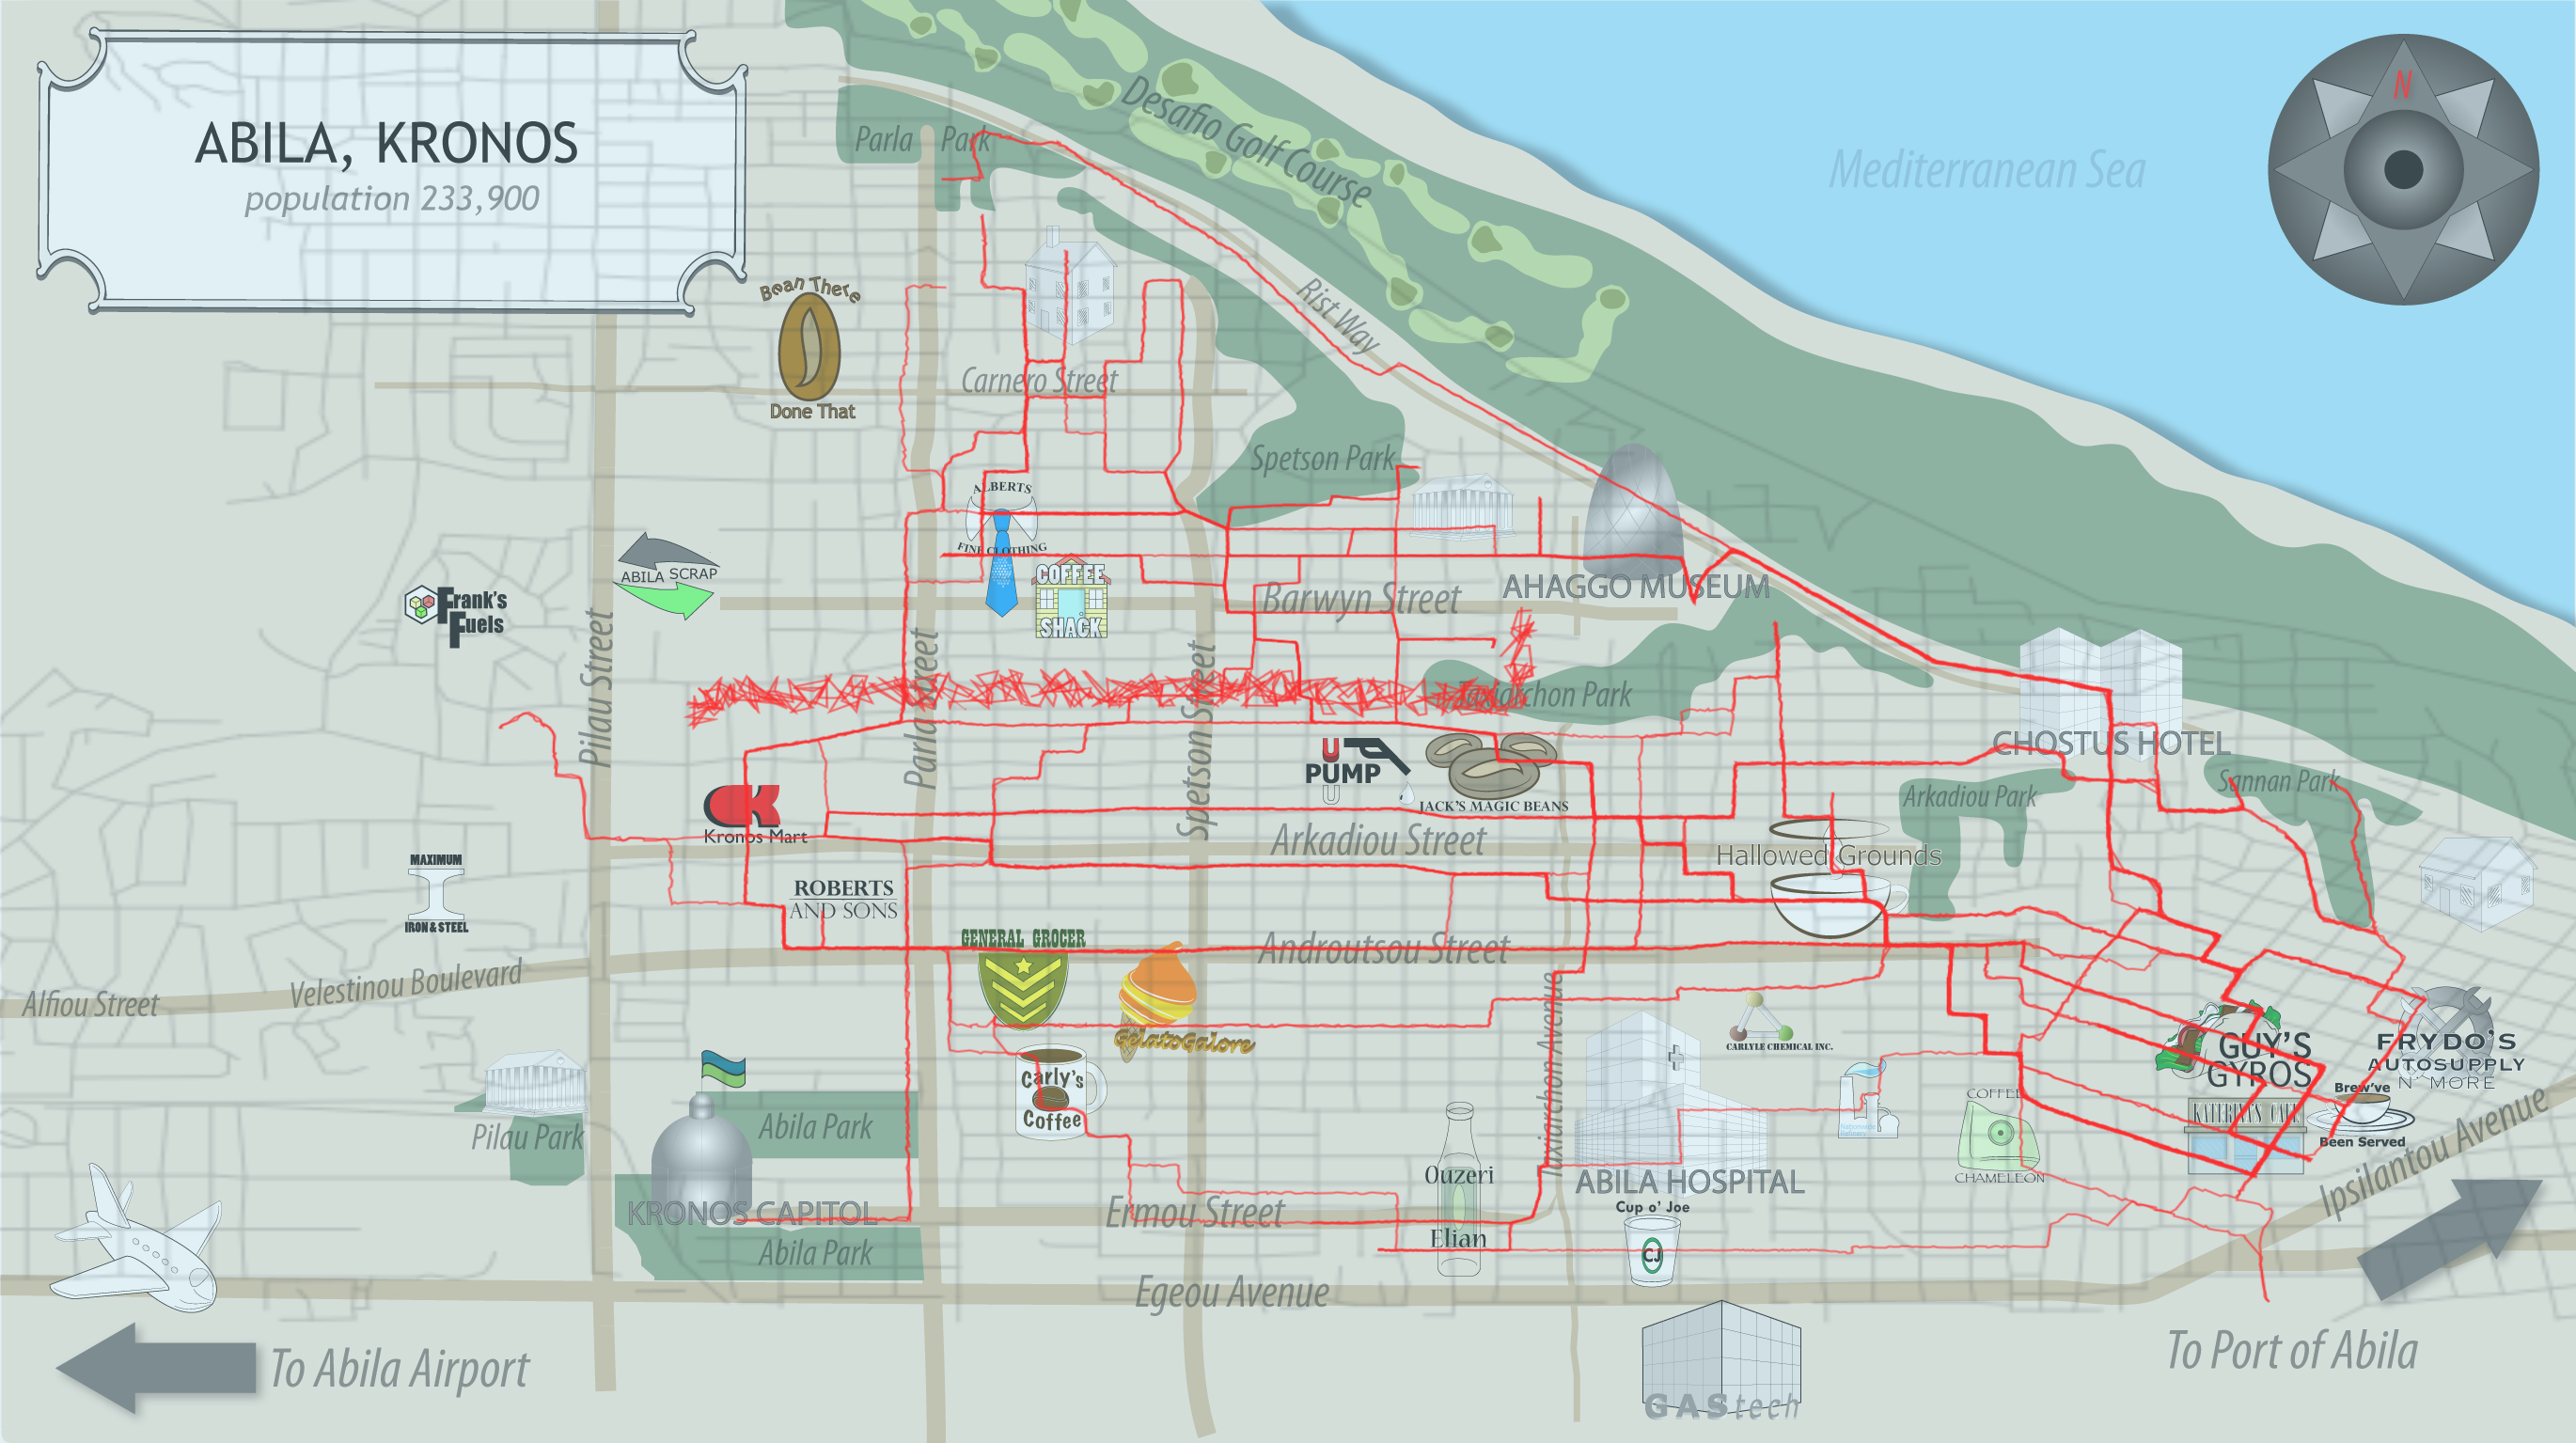 ABILA, KRONOS
population 233,900
N
Mediterranean Sea
Desafio Golf Course
Parla Park
Rist Way
Bean There
Done That
Carnero Street
Spetson Park
ALBERTS
FINE CLOTHING
COFFEE
SHACK
ABILA SCRAP
Frank's
Fuels
Barwyn Street
AHAGGO MUSEUM
Pilau Street
Parla Street
Spetson Street
Taxiarchon Park
CHOSTUS HOTEL
Sannan Park
Arkadiou Park
U
PUMP
U
JACK'S MAGIC BEANS
Kronos Mart
Arkadiou Street
Hallowed Grounds
MAXIMUM
IRON & STEEL
ROBERTS
AND SONS
GENERAL GROCER
Androutsou Street
Velestinou Boulevard
Alfiou Street
GelatoGalore
CARLYLE CHEMICAL INC.
GUY'S
GYROS
FRYDO'S
AUTOSUPPLY
N' MORE
Brew've
Been Served
KATERINA'S CAFE
Carly's
Coffee
Abila Park
Pilau Park
KRONOS CAPITOL
Abila Park
Ermou Street
Ouzeri
Elian
Maxiarchon Avenue
ABILA HOSPITAL
Cup o' Joe
CJ
Nationwide
Refinery
COFFEE
CHAMELEON
Ipsilantou Avenue
Egeou Avenue
GAStech
To Abila Airport
To Port of Abila